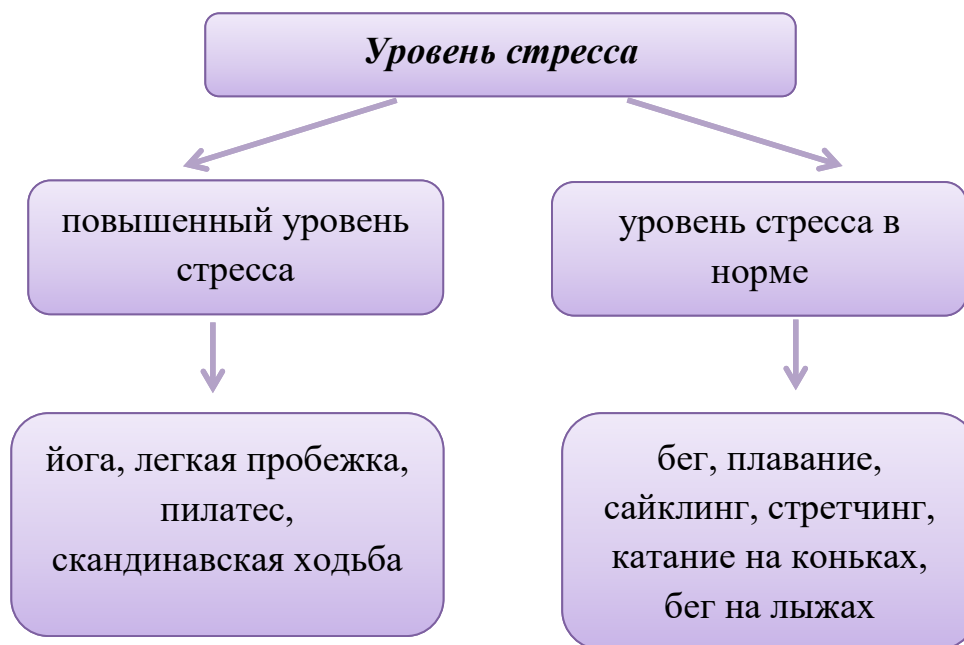 Уровень стресса
повышенный уровень
стресса
уровень стресса в
норме
йога, легкая пробежка,
пилатес,
скандинавская ходьба
бег, плавание,
сайклинг, стретчинг,
катание на коньках,
бег на лыжах